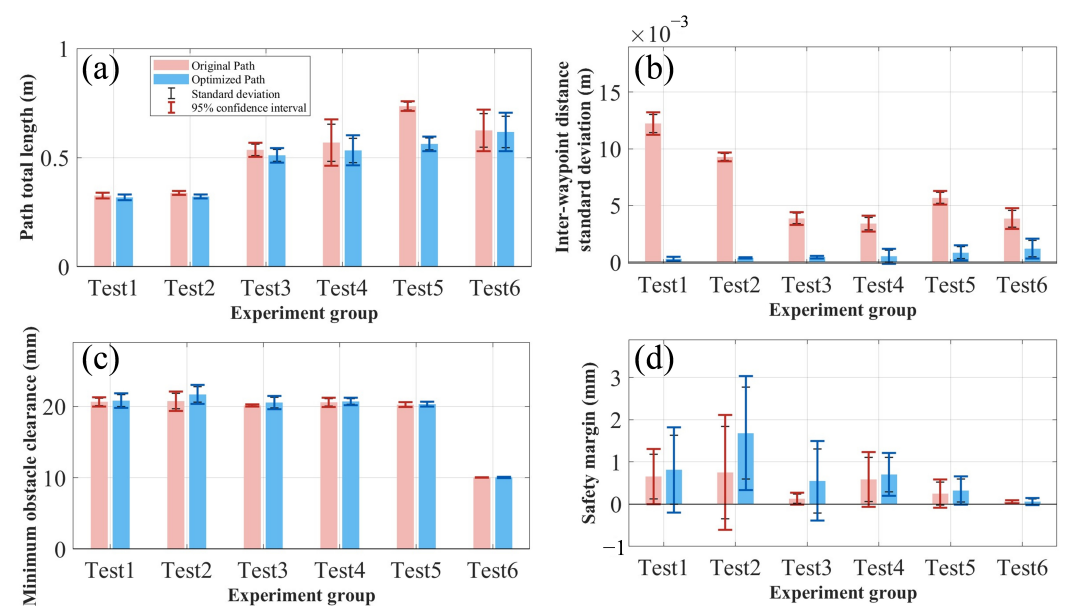 (a)
Path total length (m)
1
0.5
0
Original Path
Optimized Path
Standard deviation
95% confidence interval
Test1 Test2 Test3 Test4 Test5 Test6
Experiment group
(b)
×10⁻³
Inter-waypoint distance
standard deviation (m)
15
10
5
0
Test1 Test2 Test3 Test4 Test5 Test6
Experiment group
(c)
Minimum obstacle clearance (mm)
20
10
0
Test1 Test2 Test3 Test4 Test5 Test6
Experiment group
(d)
Safety margin (mm)
3
2
1
0
−1
Test1 Test2 Test3 Test4 Test5 Test6
Experiment group